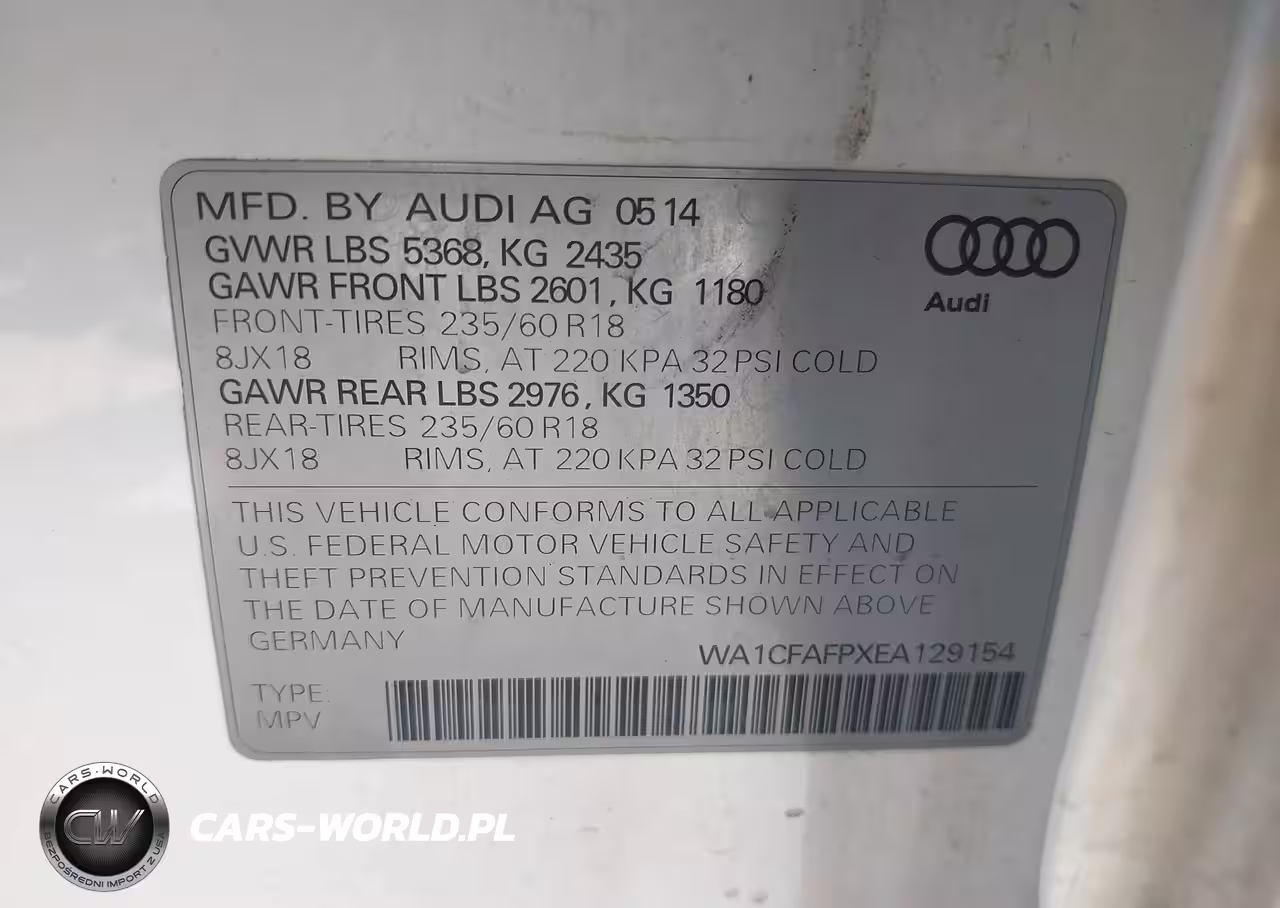 MFD. BY AUDI AG 0514
GVWR LBS 5368, KG 2435
GAWR FRONT LBS 2601, KG 1180
FRONT-TIRES 235/60 R18
8JX18 RIMS, AT 220 KPA 32 PSI COLD
GAWR REAR LBS 2976, KG 1350
REAR-TIRES 235/60 R18
8JX18 RIMS, AT 220 KPA 32 PSI COLD
Audi
THIS VEHICLE CONFORMS TO ALL APPLICABLE
U.S. FEDERAL MOTOR VEHICLE SAFETY AND
THEFT PREVENTION STANDARDS IN EFFECT ON
THE DATE OF MANUFACTURE SHOWN ABOVE
GERMANY
WA1CFAFPXEA129154
TYPE:
MPV
CARS-WORLD
CW
BEZPOŚREDNI IMPORT Z USA
CARS-WORLD.PL